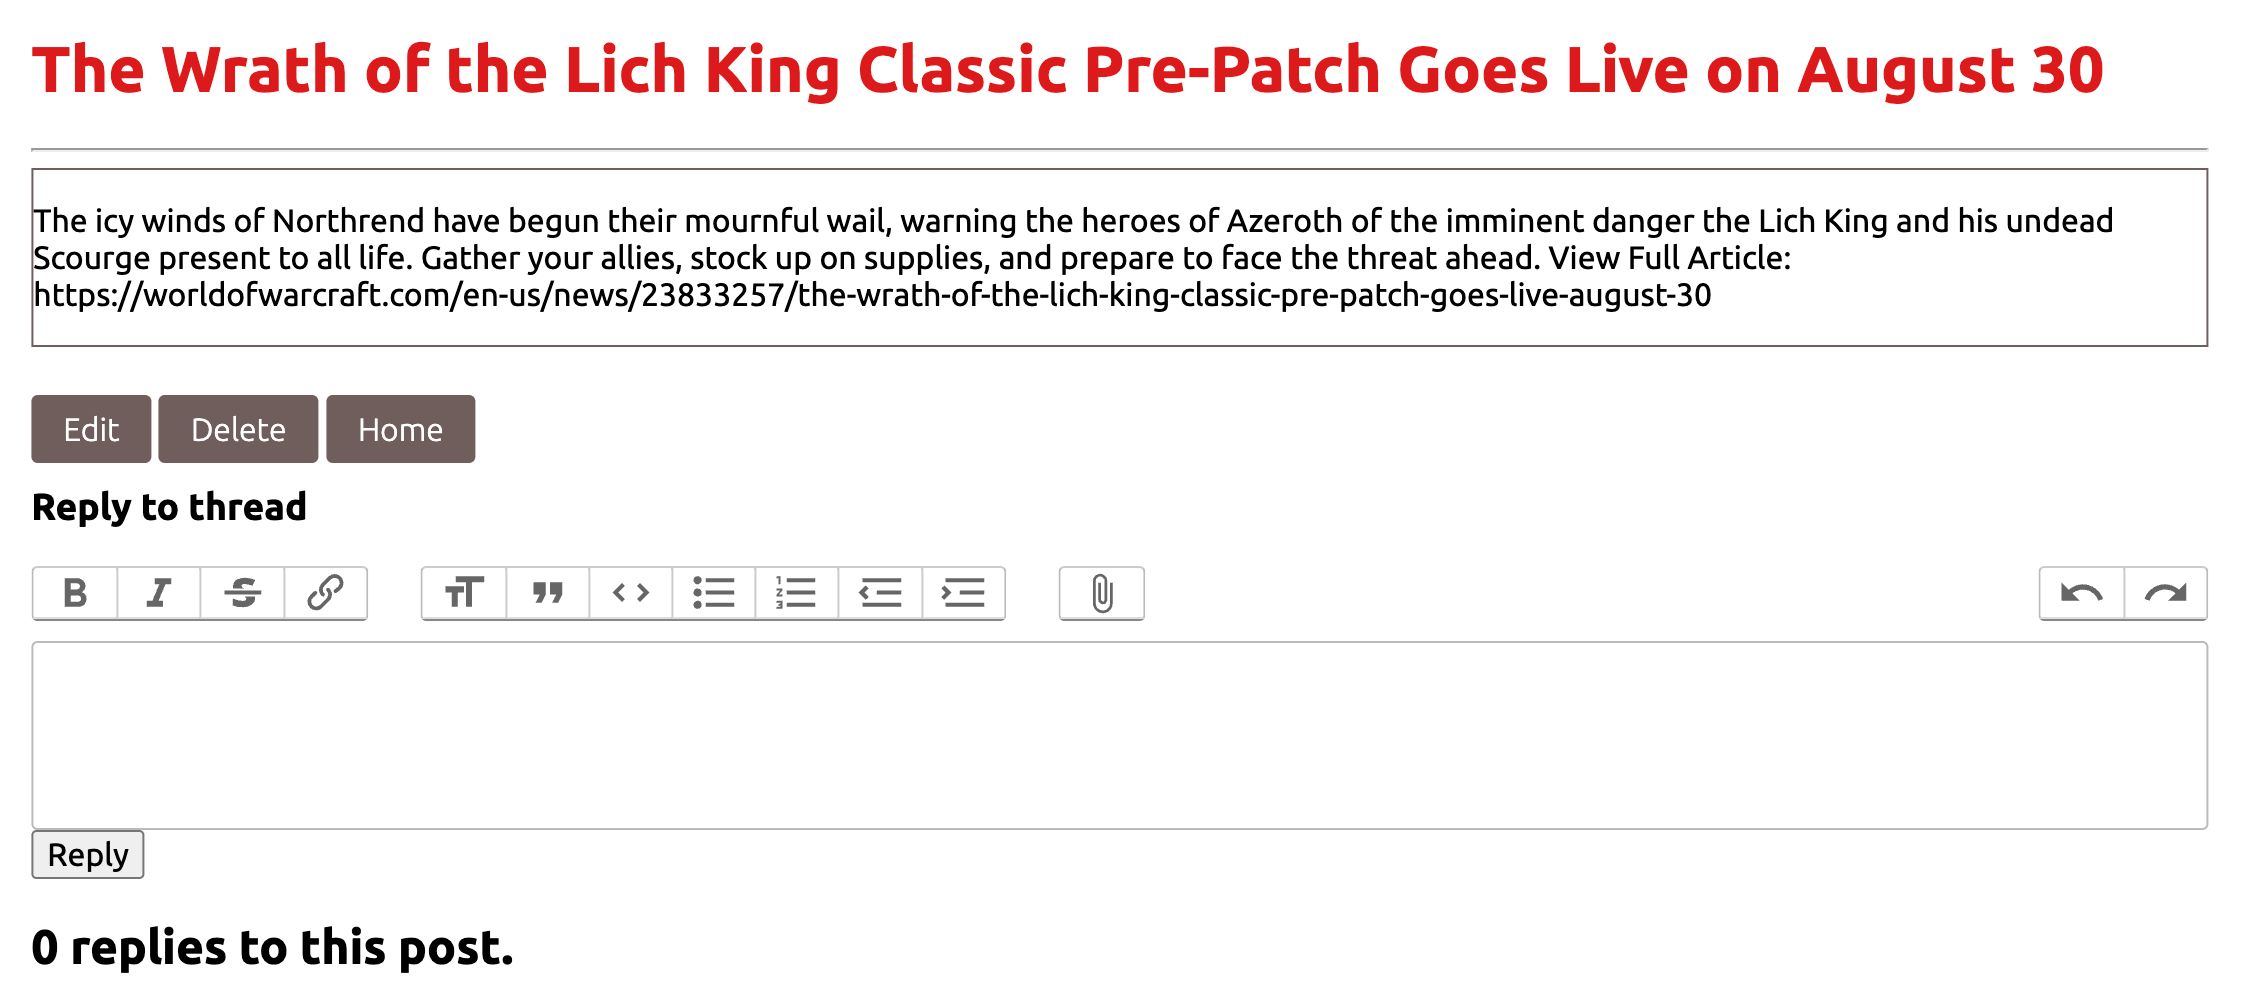 The Wrath of the Lich King Classic Pre-Patch Goes Live on August 30
The icy winds of Northrend have begun their mournful wail, warning the heroes of Azeroth of the imminent danger the Lich King and his undead
Scourge present to all life. Gather your allies, stock up on supplies, and prepare to face the threat ahead. View Full Article:
https://worldofwarcraft.com/en-us/news/23833257/the-wrath-of-the-lich-king-classic-pre-patch-goes-live-august-30
Edit Delete Home
Reply to thread
Reply
0 replies to this post.